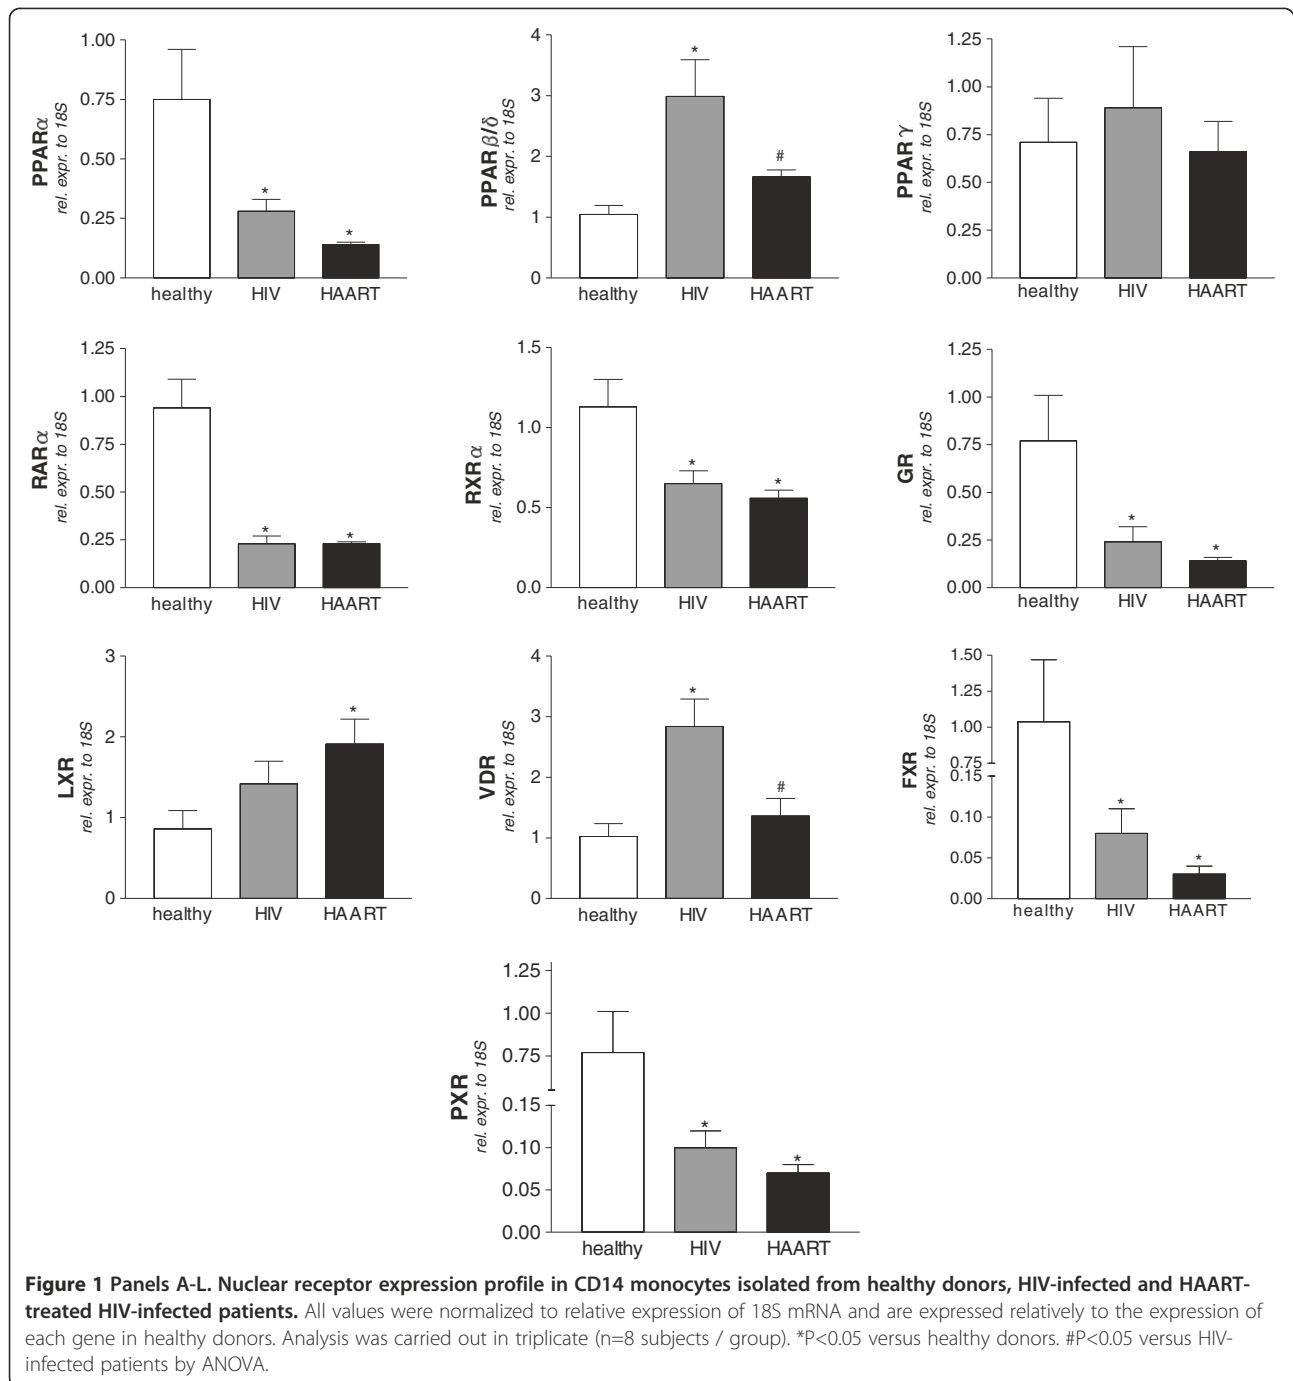 1.00
0.75
0.50
0.25
0.00
PPARα
rel. expr. to 18S
*
*
healthy HIV HAART
4
3
2
1
0
PPARβ/δ
rel. expr. to 18S
*
#
healthy HIV HAART
1.25
1.00
0.75
0.50
0.25
0.00
PPARγ
rel. expr. to 18S
healthy HIV HAART
1.25
1.00
0.75
0.50
0.25
0.00
RARα
rel. expr. to 18S
*
*
healthy HIV HAART
1.5
1.0
0.5
0.0
RXRα
rel. expr. to 18S
*
*
healthy HIV HAART
1.25
1.00
0.75
0.50
0.25
0.00
GR
rel. expr. to 18S
*
*
healthy HIV HAART
3
2
1
0
LXR
rel. expr. to 18S
*
healthy HIV HAART
4
3
2
1
0
VDR
rel. expr. to 18S
*
#
healthy HIV HAART
1.50
1.25
1.00
0.75
0.15
0.10
0.05
0.00
FXR
rel. expr. to 18S
*
*
healthy HIV HAART
1.25
1.00
0.75
0.15
0.10
0.05
0.00
PXR
rel. expr. to 18S
*
*
healthy HIV HAART
Figure 1 Panels A-L. Nuclear receptor expression profile in CD14 monocytes isolated from healthy donors, HIV-infected and HAART-
treated HIV-infected patients. All values were normalized to relative expression of 18S mRNA and are expressed relatively to the expression of
each gene in healthy donors. Analysis was carried out in triplicate (n=8 subjects / group). *P<0.05 versus healthy donors. #P<0.05 versus HIV-
infected patients by ANOVA.